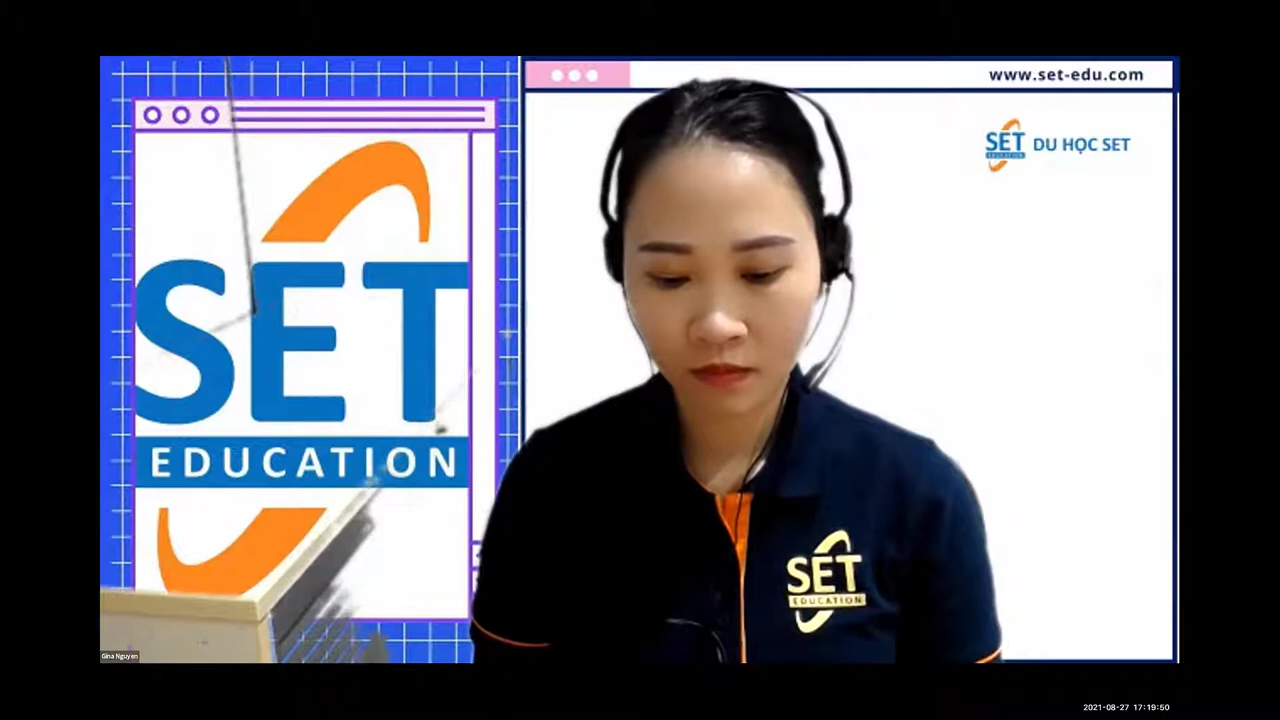 www.set-edu.com
SET
EDUCATION
DU HỌC SET
SET
EDUCATION
SET
EDUCATION
Gina Nguyen
2021-08-27 17:19:50